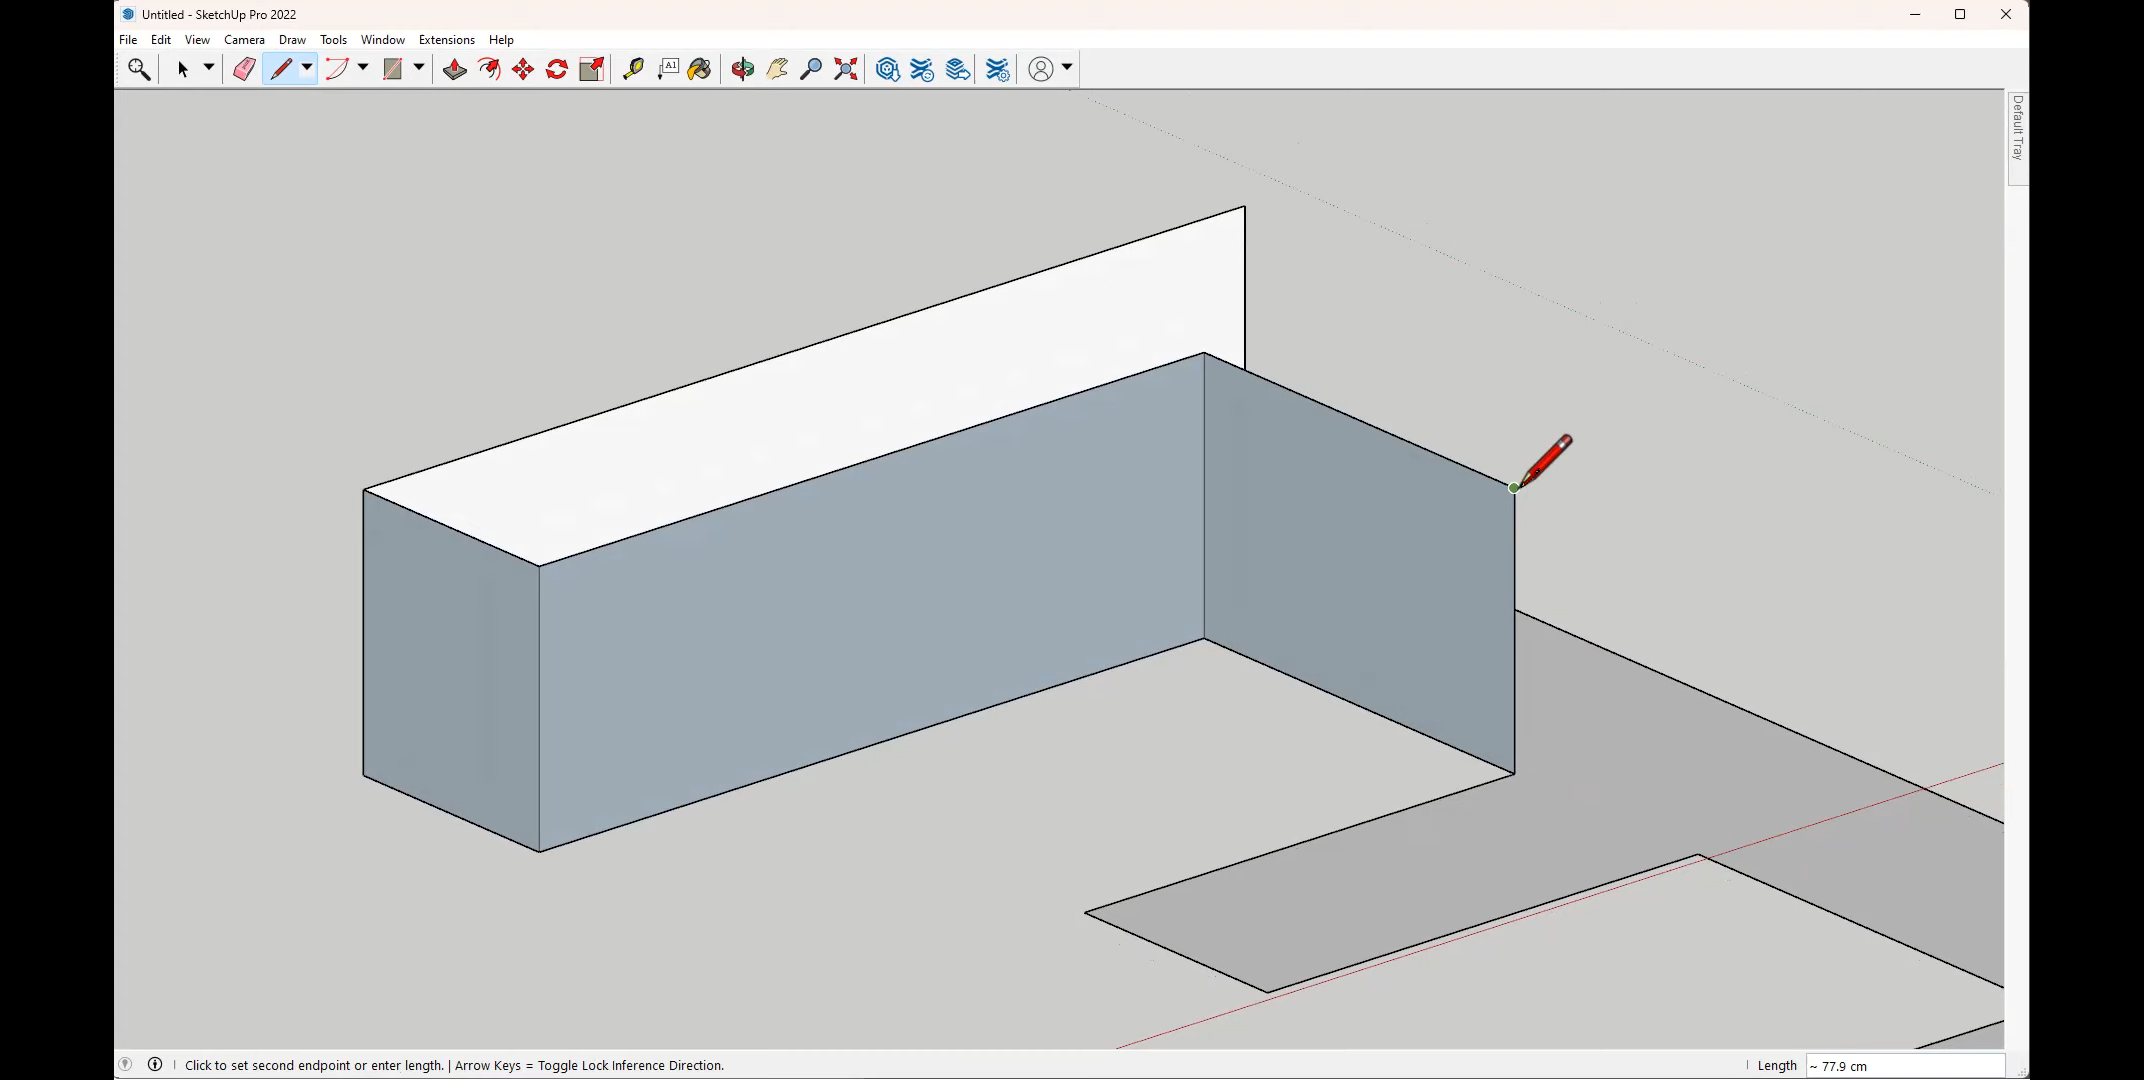 Untitled - SketchUp Pro 2022
File Edit View Camera Draw Tools Window Extensions Help
A1
Default Tray
Click to set second endpoint or enter length. | Arrow Keys = Toggle Lock Inference Direction.
Length ~ 77.9 cm